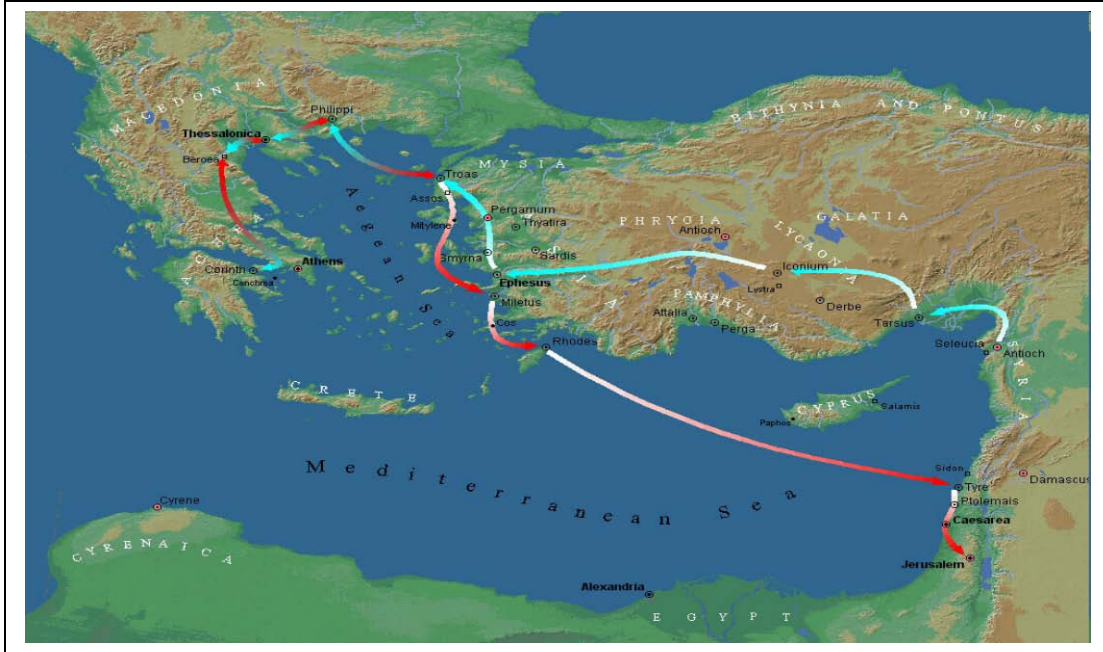 MACEDONIA
Philippi
Thessalonica
Beroea
BITHYNIA AND PONTUS
MYSIA
Troas
Assos
Mitylene
Aegean Sea
Pergamum
Thyatira
PHRYGIA
GALATIA
Antioch
LYCAONIA
ACHAIA
Athens
Corinth
Cenchrea
Smyrna
Sardis
ASIA
Ephesus
Iconium
Lystra
Derbe
Miletus
PAMPHYLIA
Attalia
Perga
Tarsus
Cos
Rhodes
Seleucia
Antioch
SYRIA
CRETE
CYPRUS
Salamis
Paphos
Mediterranean Sea
Sidon
Tyre
Damascus
Ptolemais
Cyrene
Caesarea
CYRENAICA
Jerusalem
Alexandria
EGYPT